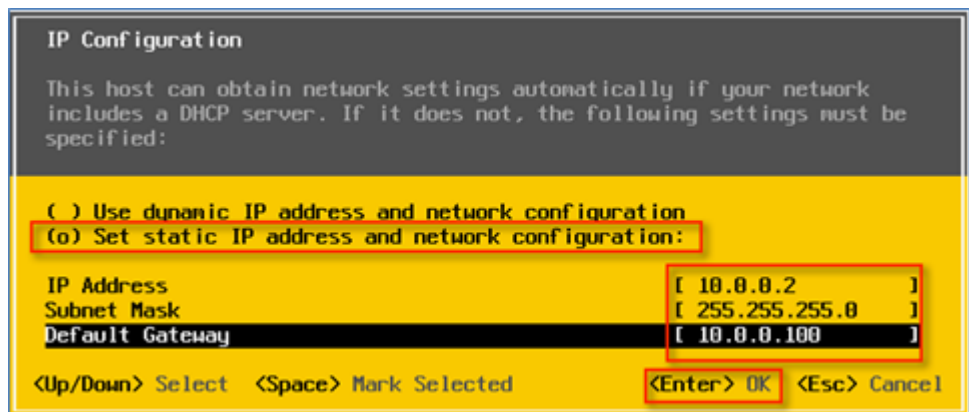 IP Configuration
This host can obtain network settings automatically if your network
includes a DHCP server. If it does not, the following settings must be
specified:
( ) Use dynamic IP address and network configuration
(o) Set static IP address and network configuration:
IP Address [ 10.0.0.2 ]
Subnet Mask [ 255.255.255.0 ]
Default Gateway [ 10.0.0.100 ]
<Up/Down> Select <Space> Mark Selected <Enter> OK <Esc> Cancel